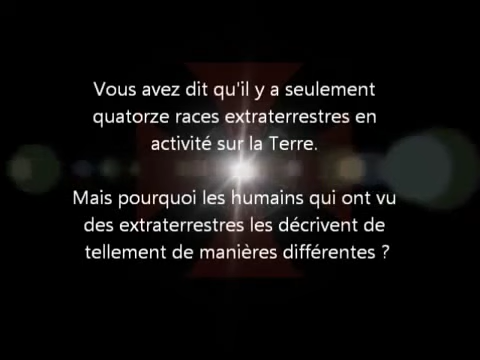 Vous avez dit qu'il y a seulement
quatorze races extraterrestres en
activité sur la Terre.
Mais pourquoi les humains qui ont vu
des extraterrestres les décrivent de
tellement de manières différentes ?